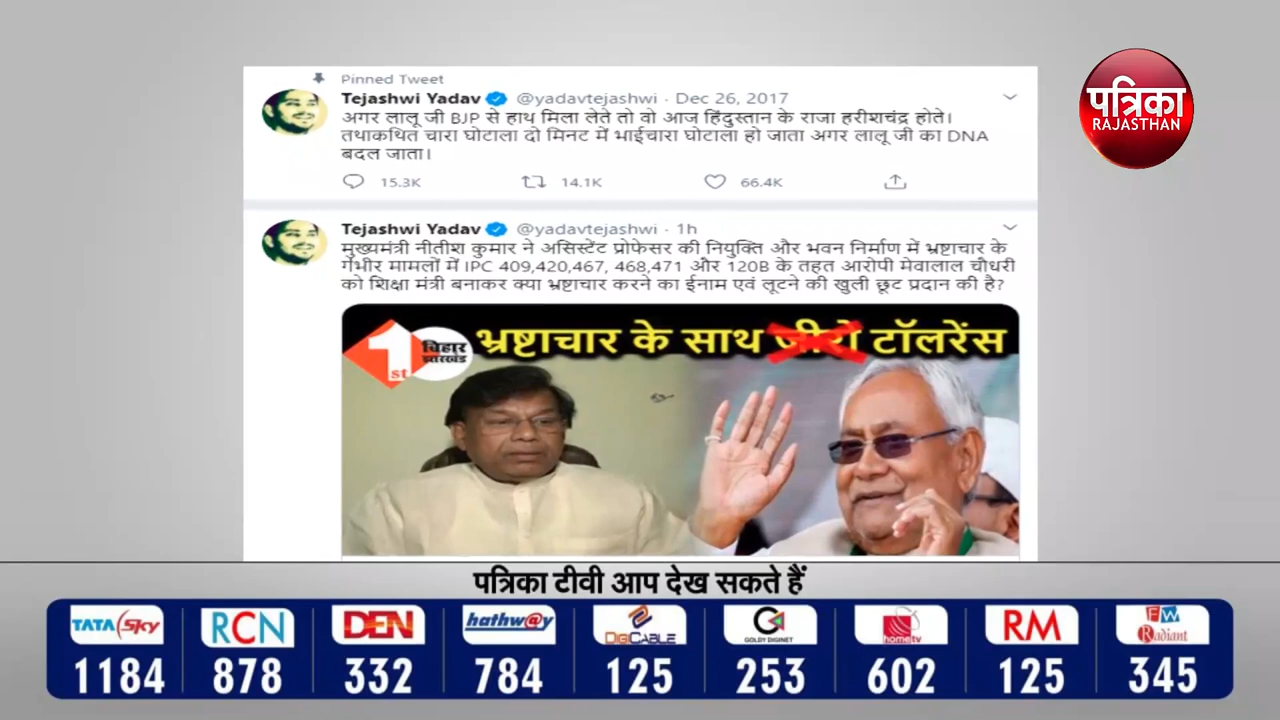 पत्रिका
RAJASTHAN
Pinned Tweet
Tejashwi Yadav @yadavtejashwi · Dec 26, 2017
अगर लालू जी BJP से हाथ मिला लेते तो वो आज हिंदुस्तान के राजा हरीशचंद्र होते।
तथाकथित चारा घोटाला दो मिनट में भाईचारा घोटाला हो जाता अगर लालू जी का DNA
बदल जाता।
15.3K 14.1K 66.4K
Tejashwi Yadav @yadavtejashwi · 1h
मुख्यमंत्री नीतीश कुमार ने असिस्टेंट प्रोफेसर की नियुक्ति और भवन निर्माण में भ्रष्टाचार के
गंभीर मामलों में IPC 409,420,467, 468,471 और 120B के तहत आरोपी मेवालाल चौधरी
को शिक्षा मंत्री बनाकर क्या भ्रष्टाचार करने का ईनाम एवं लूटने की खुली छूट प्रदान की है?
1st बिहार झारखंड
भ्रष्टाचार के साथ जीरो टॉलरेंस
पत्रिका टीवी आप देख सकते हैं
TATA Sky RCN DEN hathw@y DIGICABLE GOLDY DIGINET hometv RM FW Radiant
1184 878 332 784 125 253 602 125 345